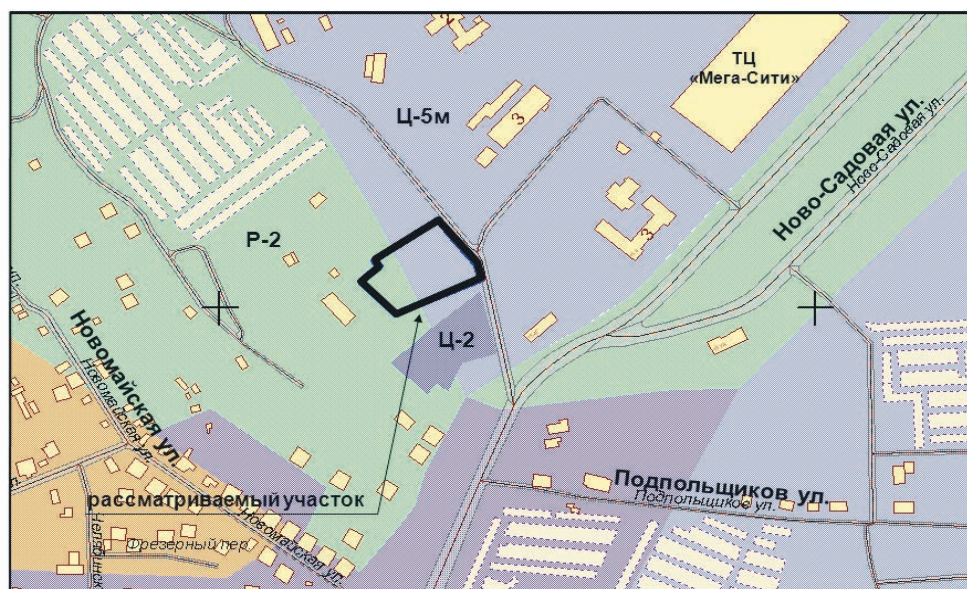 2
ТЦ
«Мега-Сити»
Ц-5м
3
Ново-Садовая ул.
Ново-Садовая ул.
Р-2
3
Ц-2
Новомайская ул.
Новомайская ул.
рассматриваемый участок
Подпольщиков ул.
Подпольщиков ул.
Новомайская ул.
Фрезерный пер.